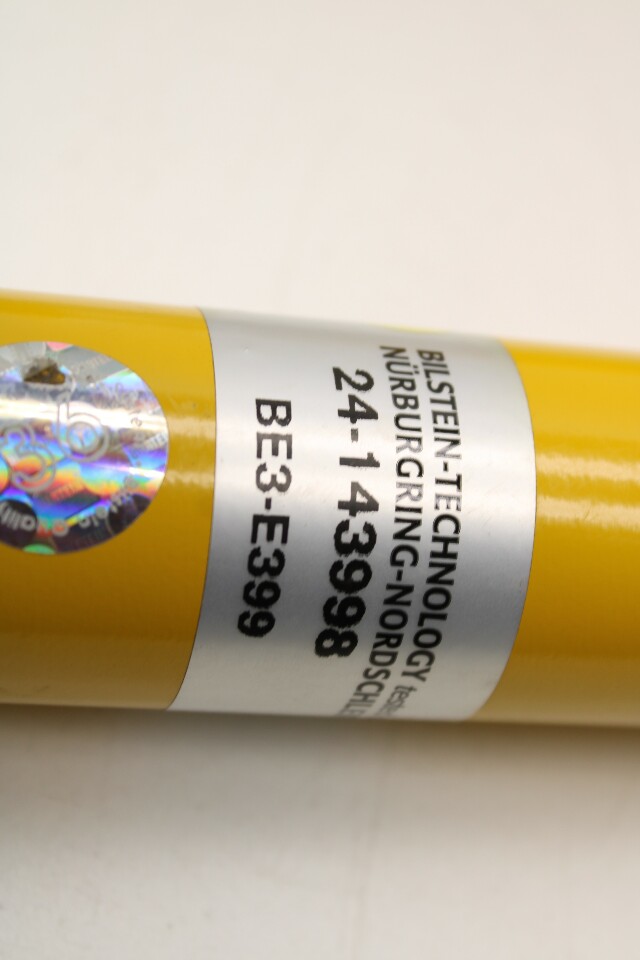 BILSTEIN-TECHNOLOGY
NÜRBURGRING-NORDSCHLE
24-143998
BE3-E399